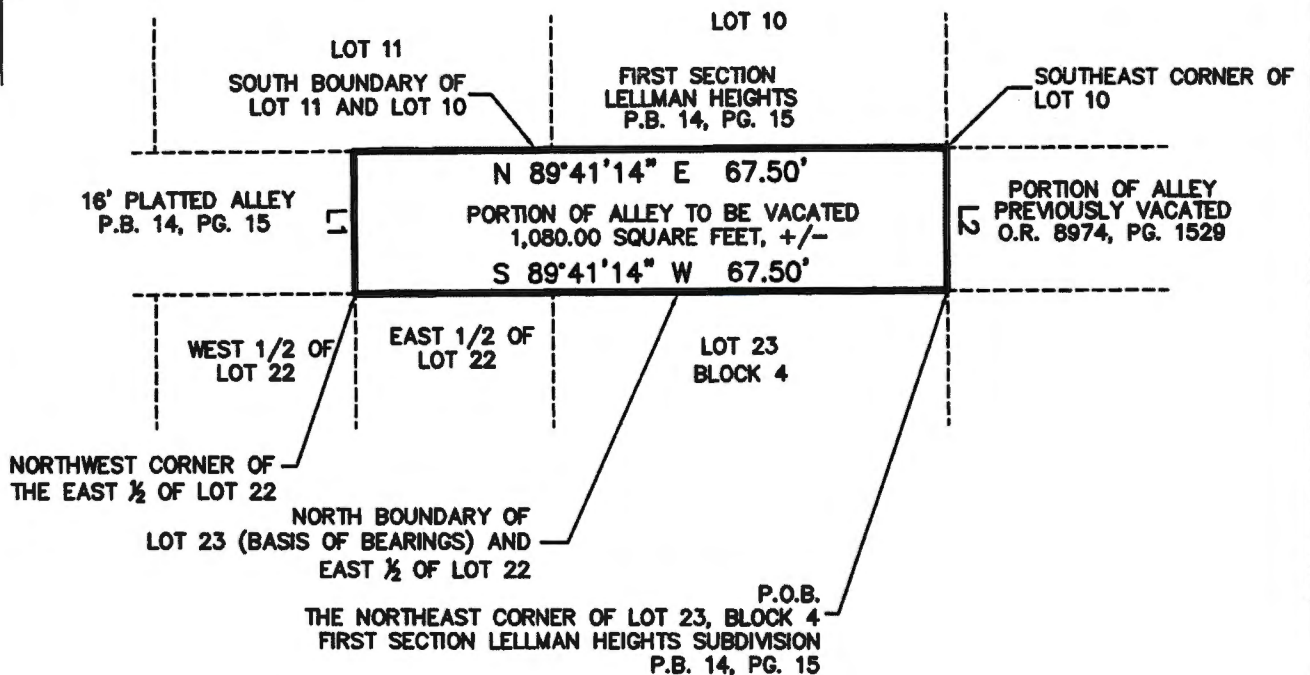 LOT 11
SOUTH BOUNDARY OF
LOT 11 AND LOT 10
LOT 10
FIRST SECTION
LELLMAN HEIGHTS
P.B. 14, PG. 15
SOUTHEAST CORNER OF
LOT 10
16' PLATTED ALLEY
P.B. 14, PG. 15
L1
N 89°41'14" E 67.50'
PORTION OF ALLEY TO BE VACATED
1,080.00 SQUARE FEET, +/-
S 89°41'14" W 67.50'
L2
PORTION OF ALLEY
PREVIOUSLY VACATED
O.R. 8974, PG. 1529
WEST 1/2 OF
LOT 22
EAST 1/2 OF
LOT 22
LOT 23
BLOCK 4
NORTHWEST CORNER OF
THE EAST ½ OF LOT 22
NORTH BOUNDARY OF
LOT 23 (BASIS OF BEARINGS) AND
EAST ½ OF LOT 22
P.O.B.
THE NORTHEAST CORNER OF LOT 23, BLOCK 4
FIRST SECTION LELLMAN HEIGHTS SUBDIVISION
P.B. 14, PG. 15